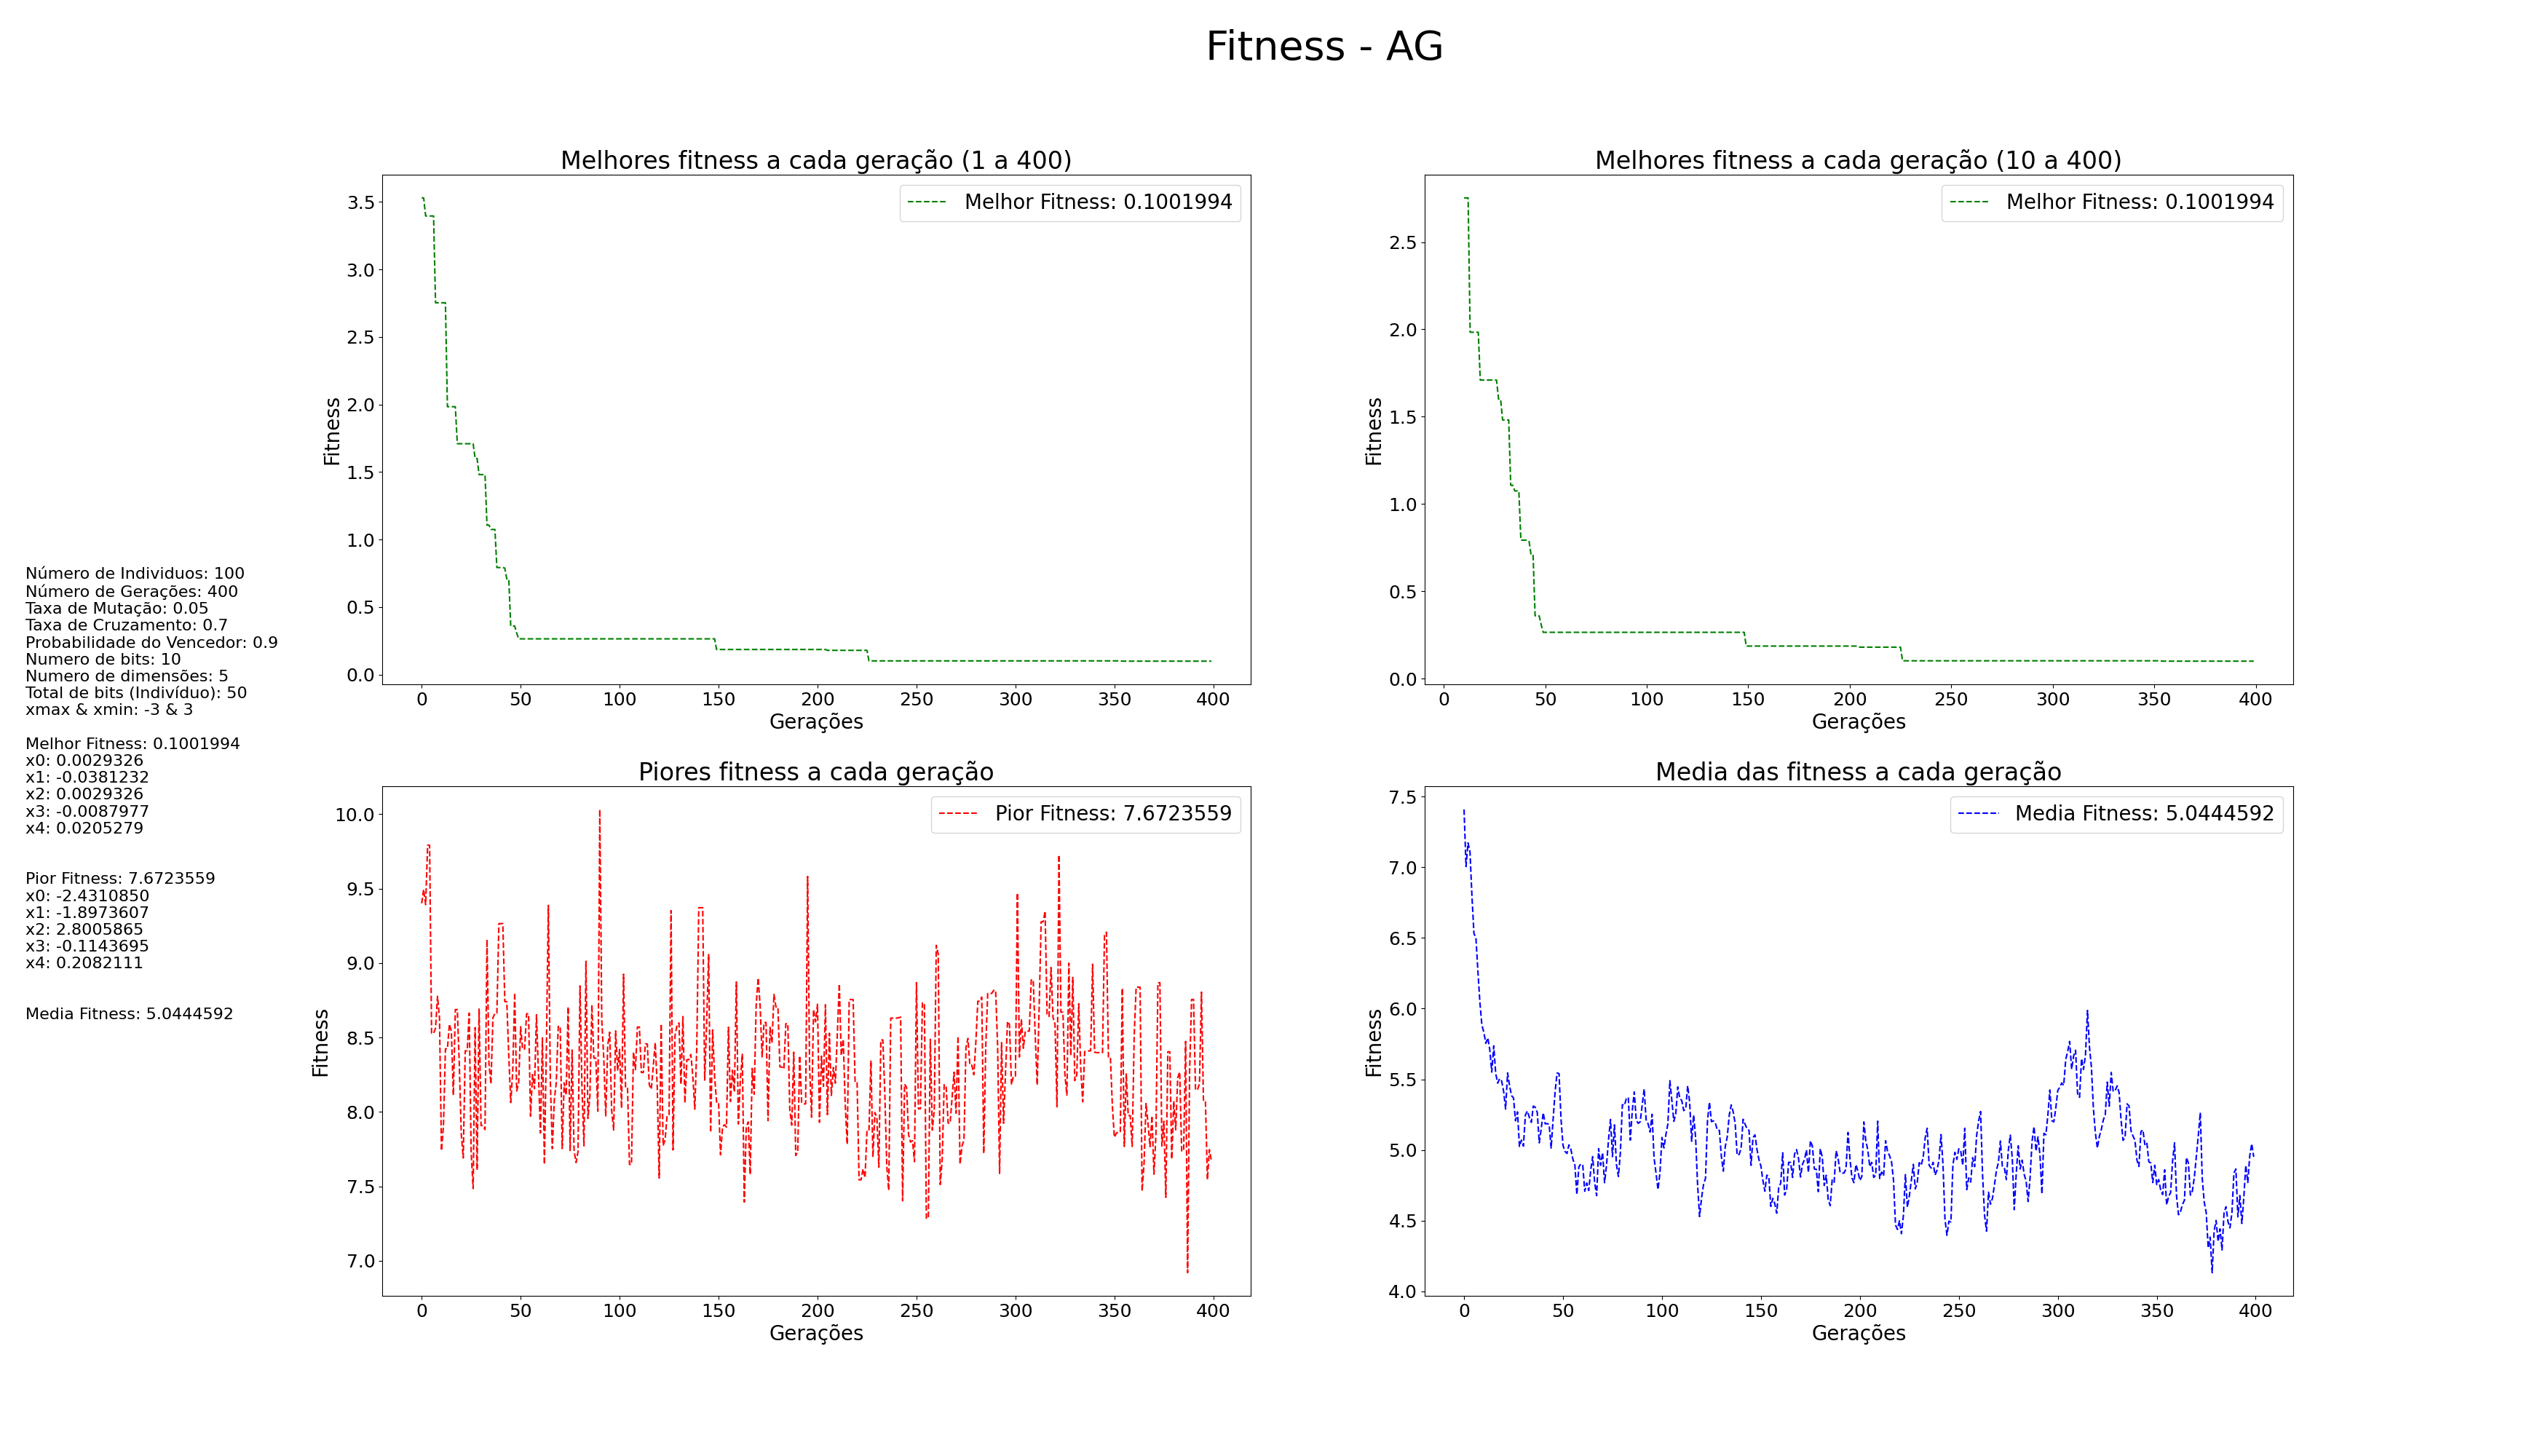 Fitness - AG
Número de Individuos: 100
Número de Gerações: 400
Taxa de Mutação: 0.05
Taxa de Cruzamento: 0.7
Probabilidade do Vencedor: 0.9
Numero de bits: 10
Numero de dimensões: 5
Total de bits (Indivíduo): 50
xmax & xmin: -3 & 3
Melhor Fitness: 0.1001994
x0: 0.0029326
x1: -0.0381232
x2: 0.0029326
x3: -0.0087977
x4: 0.0205279
Pior Fitness: 7.6723559
x0: -2.4310850
x1: -1.8973607
x2: 2.8005865
x3: -0.1143695
x4: 0.2082111
Media Fitness: 5.0444592
Melhores fitness a cada geração (1 a 400)
Melhor Fitness: 0.1001994
Fitness
3.5
3.0
2.5
2.0
1.5
1.0
0.5
0.0
0 50 100 150 200 250 300 350 400
Gerações
Melhores fitness a cada geração (10 a 400)
Melhor Fitness: 0.1001994
Fitness
2.5
2.0
1.5
1.0
0.5
0.0
0 50 100 150 200 250 300 350 400
Gerações
Piores fitness a cada geração
Pior Fitness: 7.6723559
Fitness
10.0
9.5
9.0
8.5
8.0
7.5
7.0
0 50 100 150 200 250 300 350 400
Gerações
Media das fitness a cada geração
Media Fitness: 5.0444592
Fitness
7.5
7.0
6.5
6.0
5.5
5.0
4.5
4.0
0 50 100 150 200 250 300 350 400
Gerações